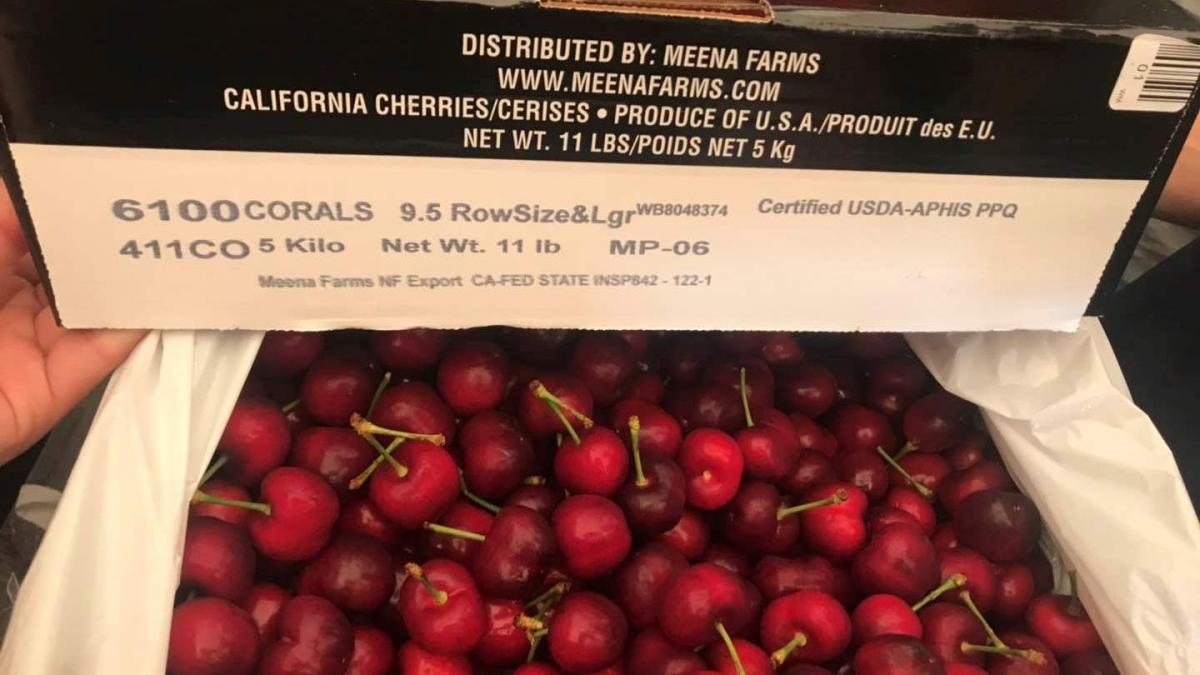 DISTRIBUTED BY: MEENA FARMS
WWW.MEENAFARMS.COM
CALIFORNIA CHERRIES/CERISES • PRODUCE OF U.S.A./PRODUIT des E.U.
NET WT. 11 LBS/POIDS NET 5 Kg
6100 CORALS 9.5 RowSize&Lgr WB8048374 Certified USDA-APHIS PPQ
411CO 5 Kilo Net Wt. 11 lb MP-06
Meena Farms NF Export CA-FED STATE INSP842 - 122-1
01